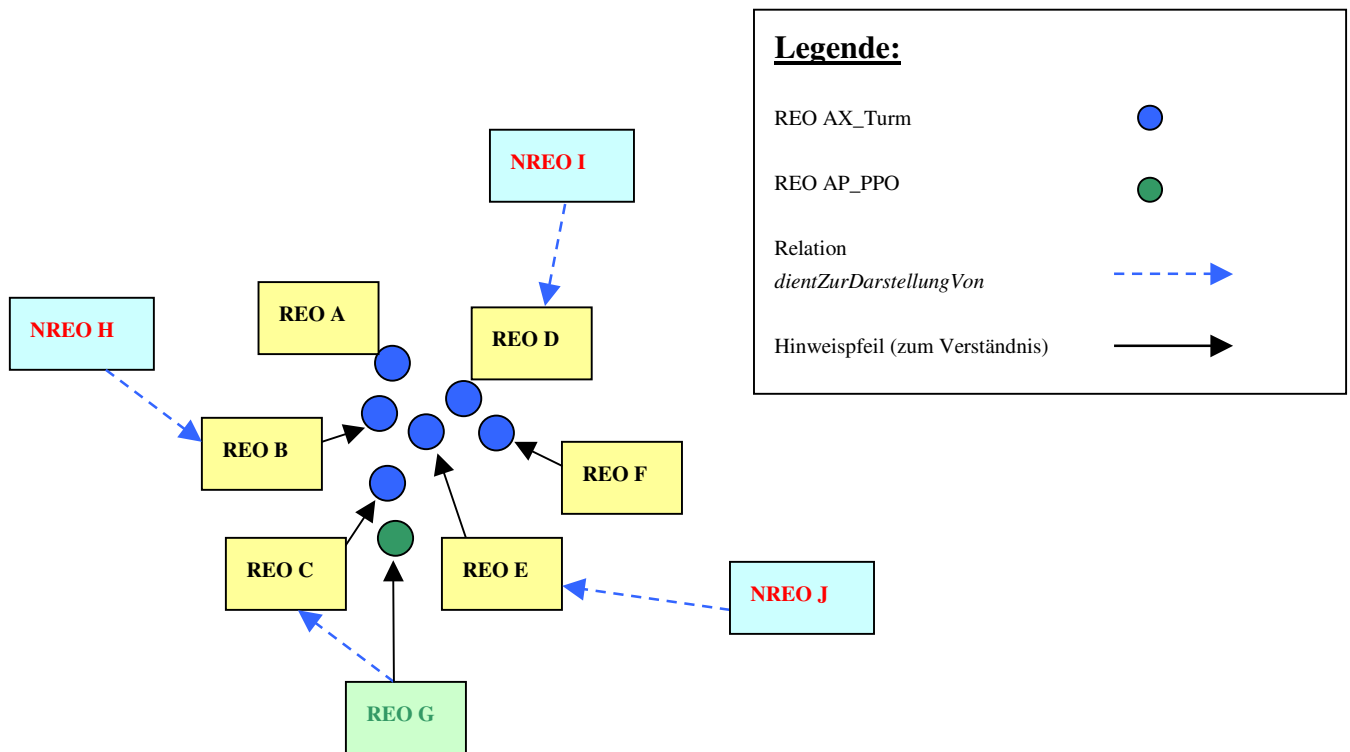 Legende:
REO AX_Turm
REO AP_PPO
Relation
dientZurDarstellungVon
Hinweispfeil (zum Verständnis)
NREO I
REO A
NREO H
REO D
REO B
REO F
REO C
REO E
NREO J
REO G